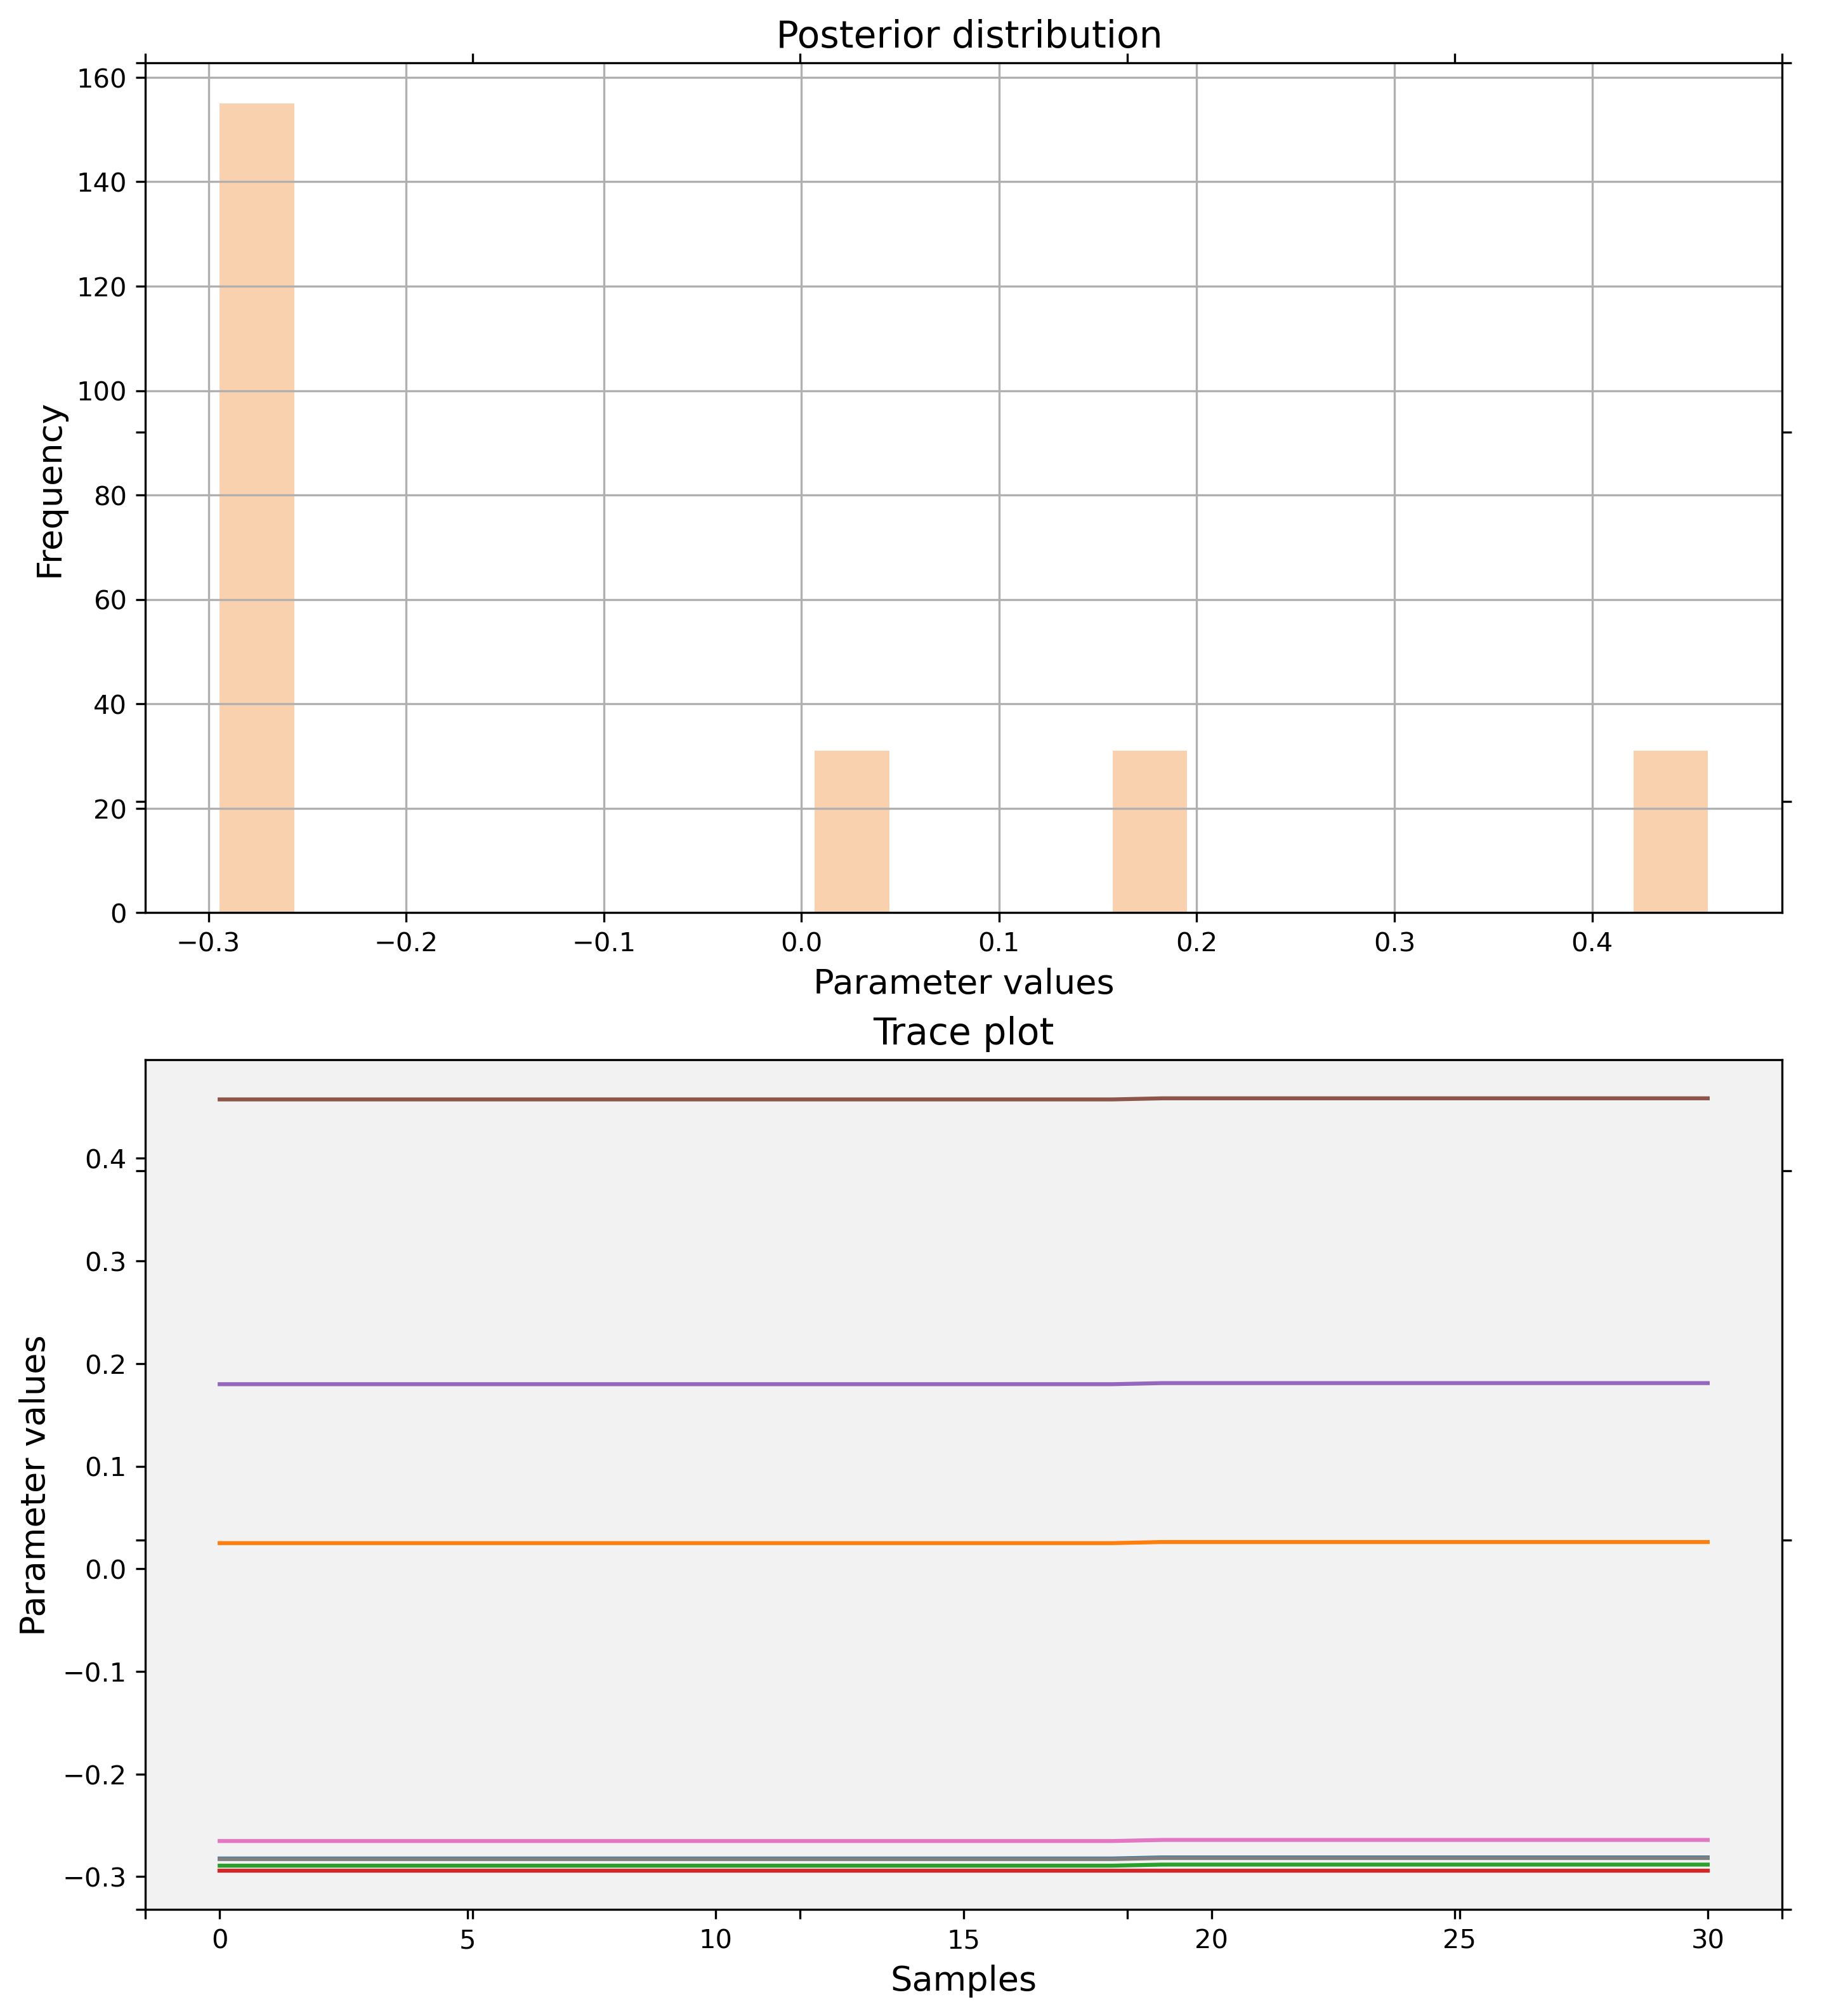 Posterior distribution
160
140
120
100
80
60
40
20
0
Frequency
−0.3 −0.2 −0.1 0.0 0.1 0.2 0.3 0.4
Parameter values
Trace plot
0.4
0.3
0.2
0.1
0.0
−0.1
−0.2
−0.3
Parameter values
0 5 10 15 20 25 30
Samples